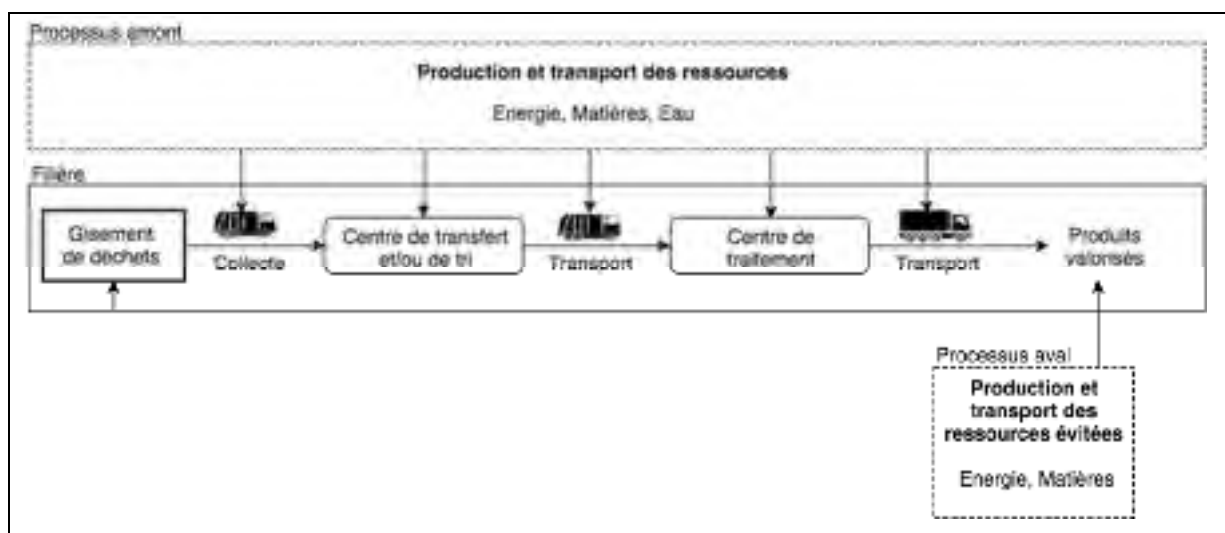 Processus amont
Production et transport des ressources
Energie, Matières, Eau
Filière
Gisement
de déchets
Collecte
Centre de transfert
et/ou de tri
Transport
Centre de
traitement
Transport
Produits
valorisés
Processus aval
Production et
transport des
ressources évitées
Energie, Matières